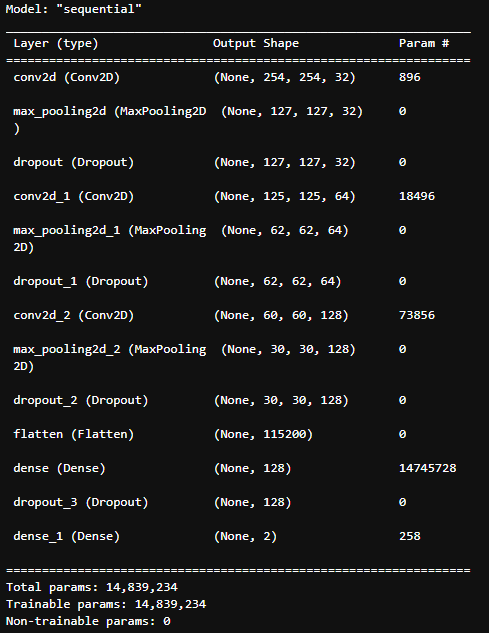 Model: "sequential"
Layer (type) Output Shape Param #
conv2d (Conv2D) (None, 254, 254, 32) 896
max_pooling2d (MaxPooling2D (None, 127, 127, 32) 0
)
dropout (Dropout) (None, 127, 127, 32) 0
conv2d_1 (Conv2D) (None, 125, 125, 64) 18496
max_pooling2d_1 (MaxPooling (None, 62, 62, 64) 0
2D)
dropout_1 (Dropout) (None, 62, 62, 64) 0
conv2d_2 (Conv2D) (None, 60, 60, 128) 73856
max_pooling2d_2 (MaxPooling (None, 30, 30, 128) 0
2D)
dropout_2 (Dropout) (None, 30, 30, 128) 0
flatten (Flatten) (None, 115200) 0
dense (Dense) (None, 128) 14745728
dropout_3 (Dropout) (None, 128) 0
dense_1 (Dense) (None, 2) 258
Total params: 14,839,234
Trainable params: 14,839,234
Non-trainable params: 0